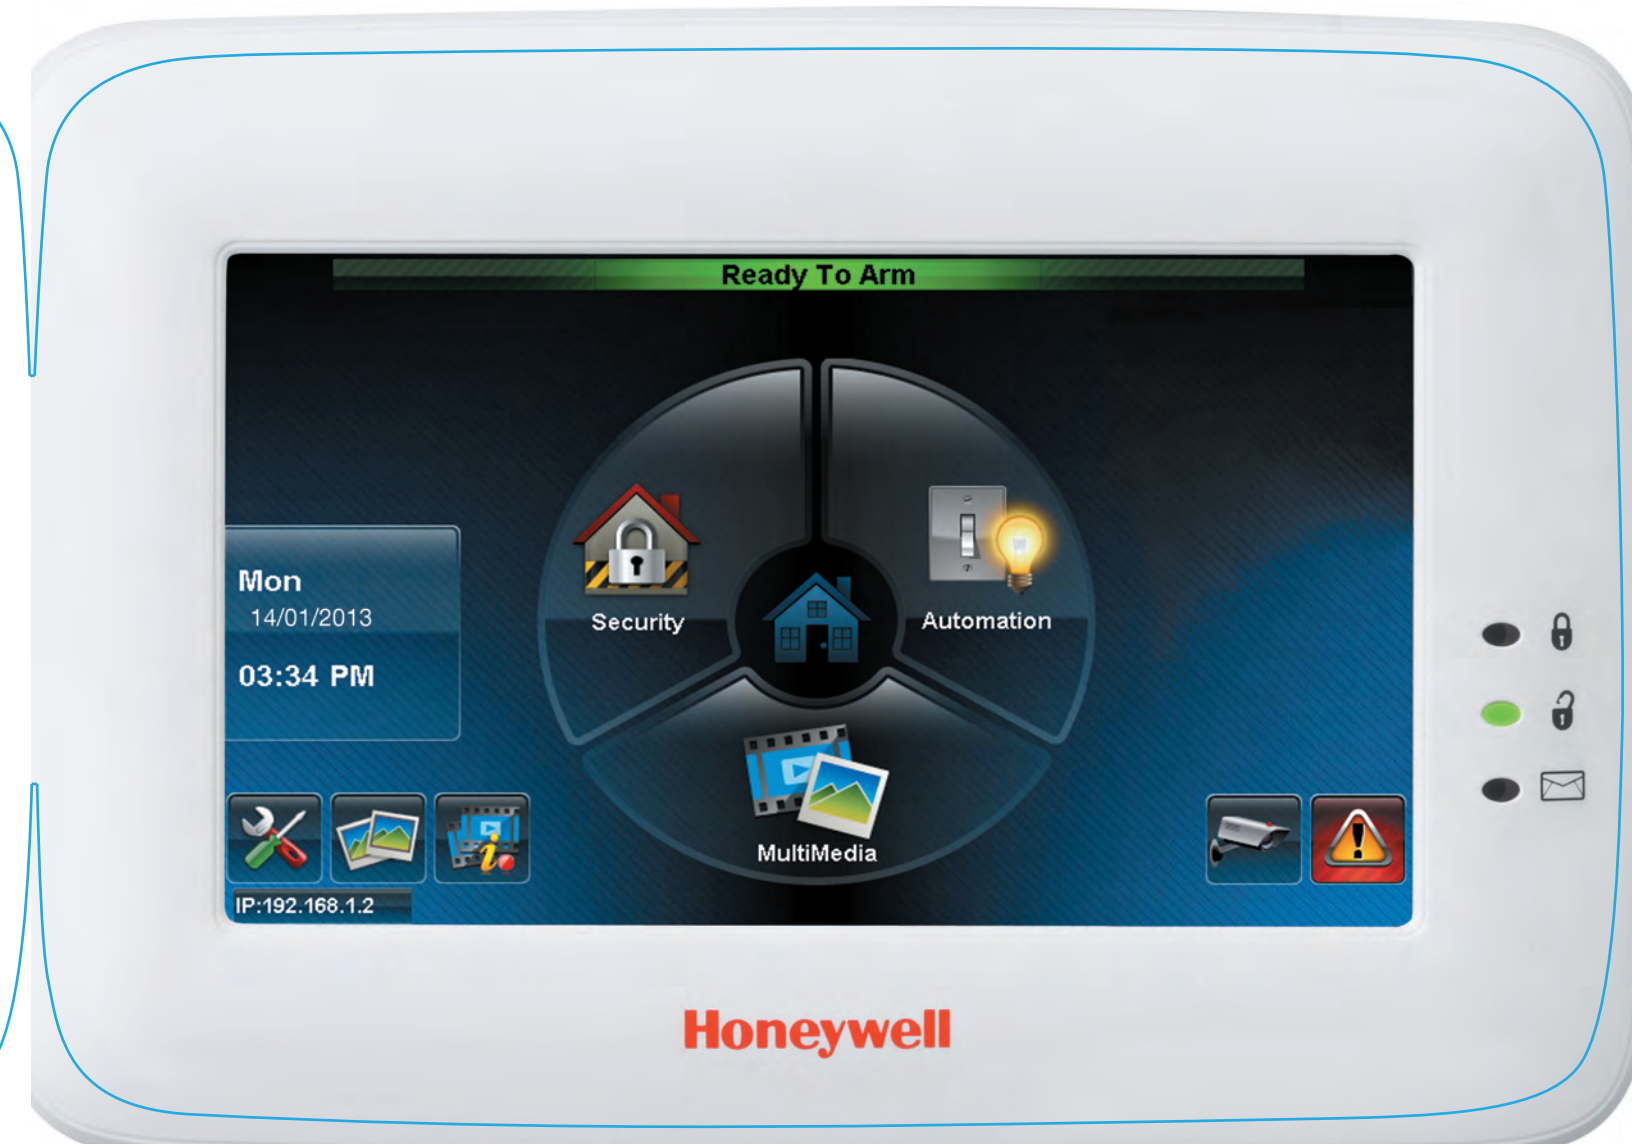 Ready To Arm
Security
Automation
Mon
14/01/2013
03:34 PM
MultiMedia
IP:192.168.1.2
Honeywell